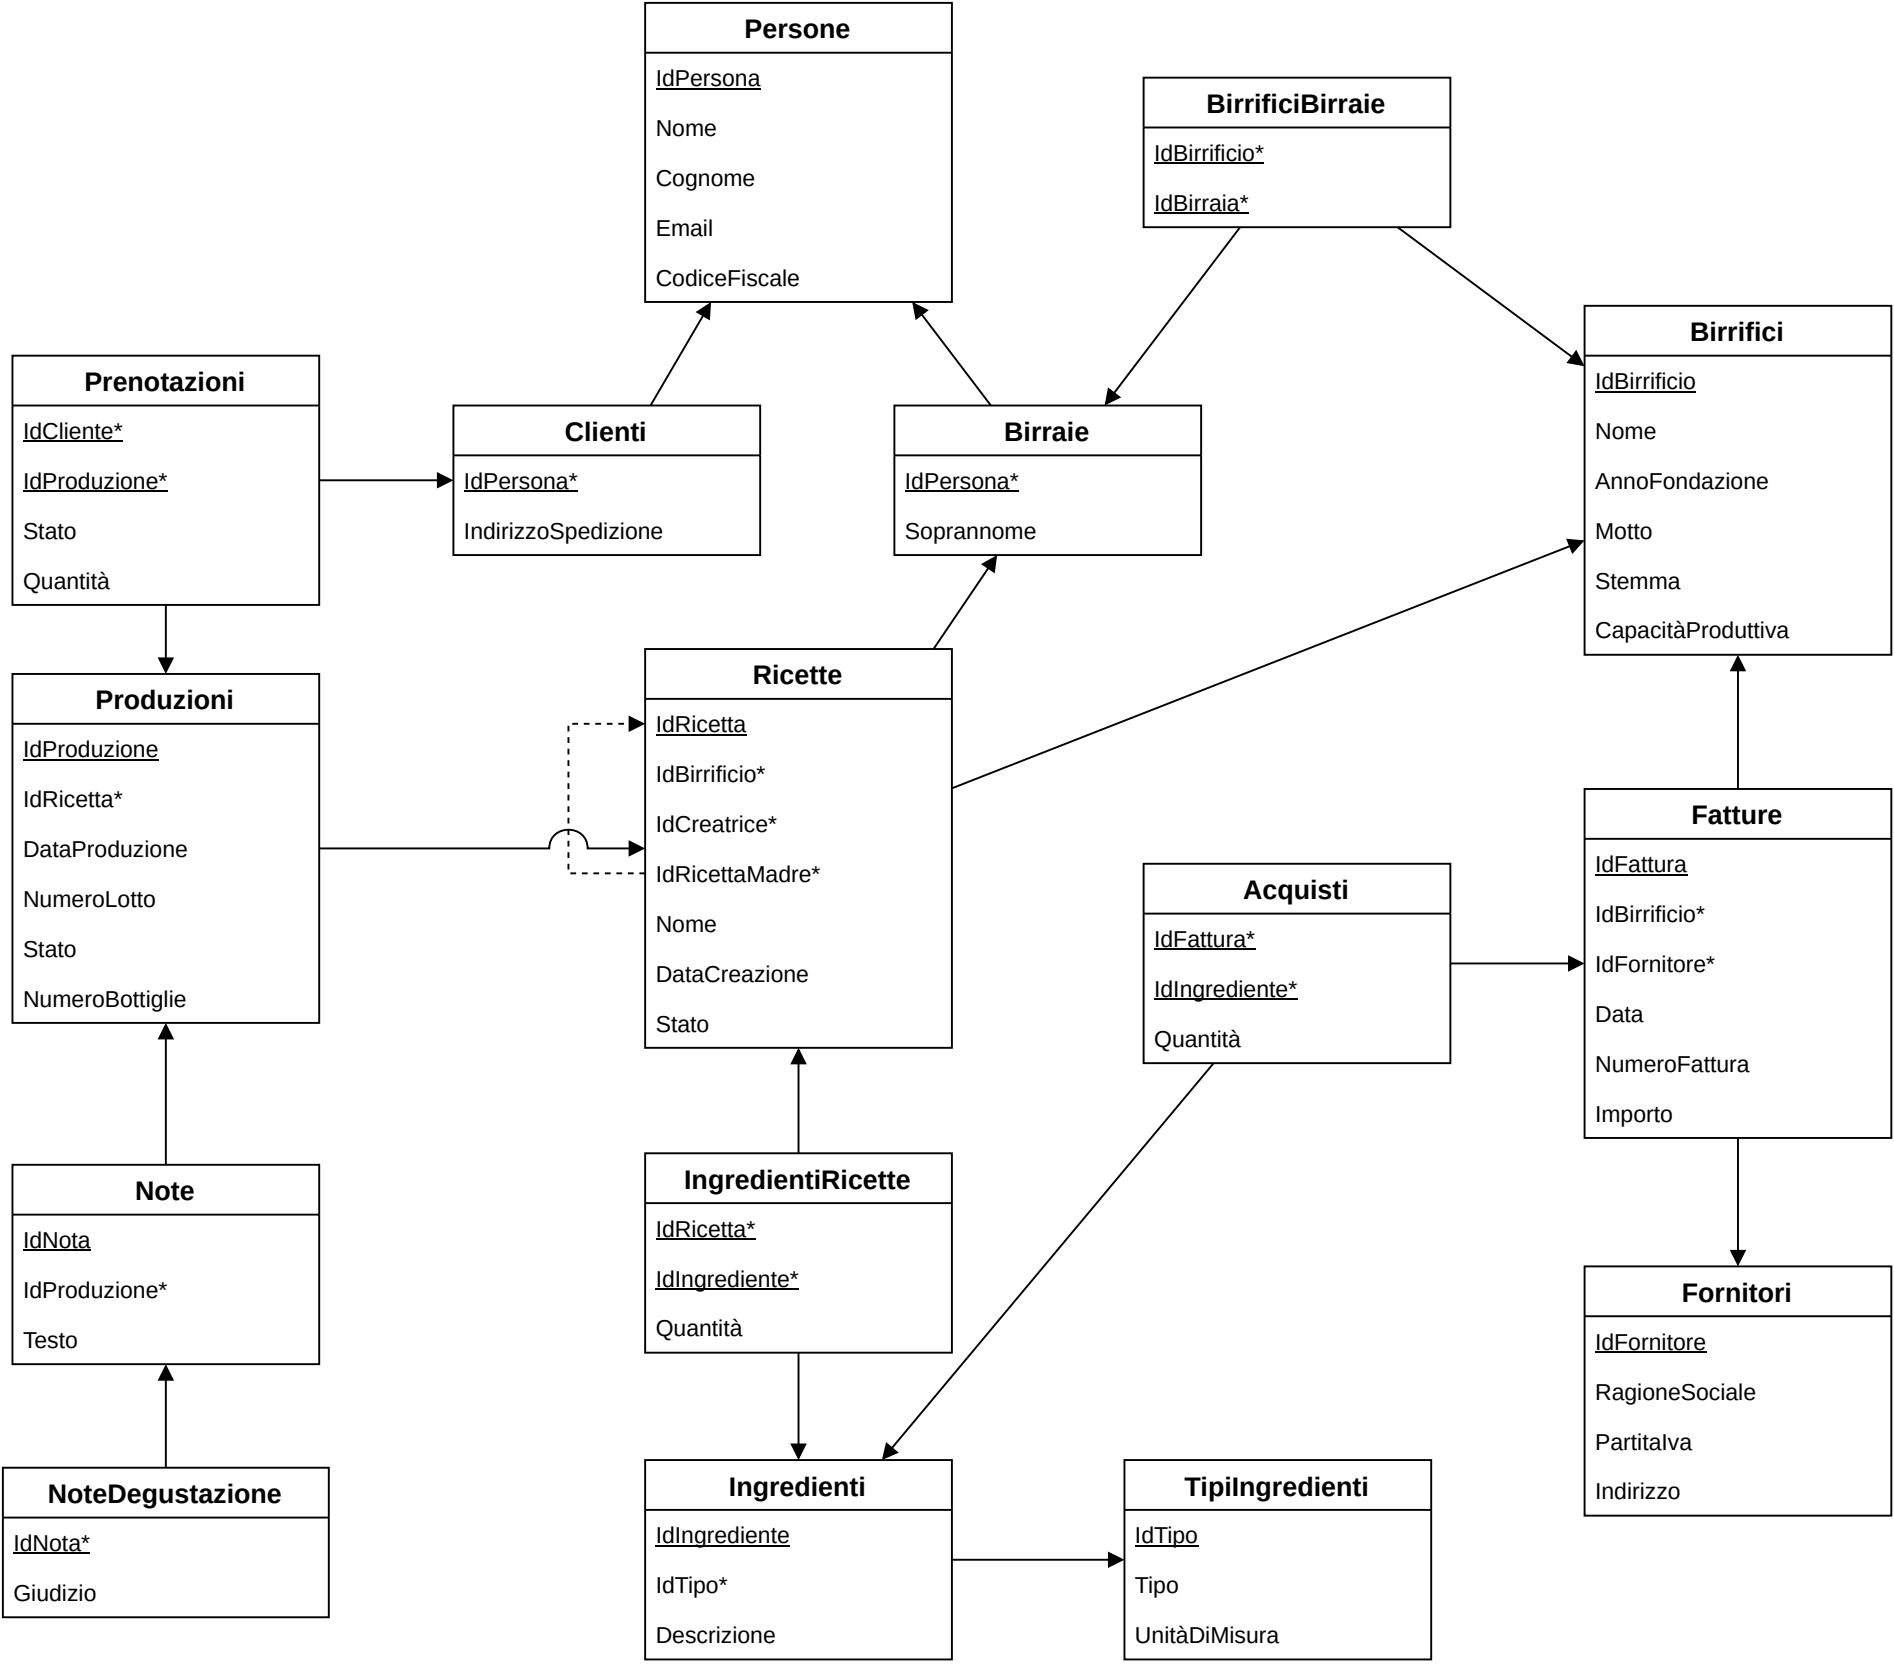 Persone
IdPersona
Nome
Cognome
Email
CodiceFiscale
BirrificiBirraie
IdBirrificio*
IdBirraia*
Birrifici
IdBirrificio
Nome
AnnoFondazione
Motto
Stemma
CapacitàProduttiva
Prenotazioni
IdCliente*
IdProduzione*
Stato
Quantità
Clienti
IdPersona*
IndirizzoSpedizione
Birraie
IdPersona*
Soprannome
Produzioni
IdProduzione
IdRicetta*
DataProduzione
NumeroLotto
Stato
NumeroBottiglie
Ricette
IdRicetta
IdBirrificio*
IdCreatrice*
IdRicettaMadre*
Nome
DataCreazione
Stato
Acquisti
IdFattura*
IdIngrediente*
Quantità
Fatture
IdFattura
IdBirrificio*
IdFornitore*
Data
NumeroFattura
Importo
Note
IdNota
IdProduzione*
Testo
IngredientiRicette
IdRicetta*
IdIngrediente*
Quantità
Fornitori
IdFornitore
RagioneSociale
PartitaIva
Indirizzo
NoteDegustazione
IdNota*
Giudizio
Ingredienti
IdIngrediente
IdTipo*
Descrizione
TipiIngredienti
IdTipo
Tipo
UnitàDiMisura